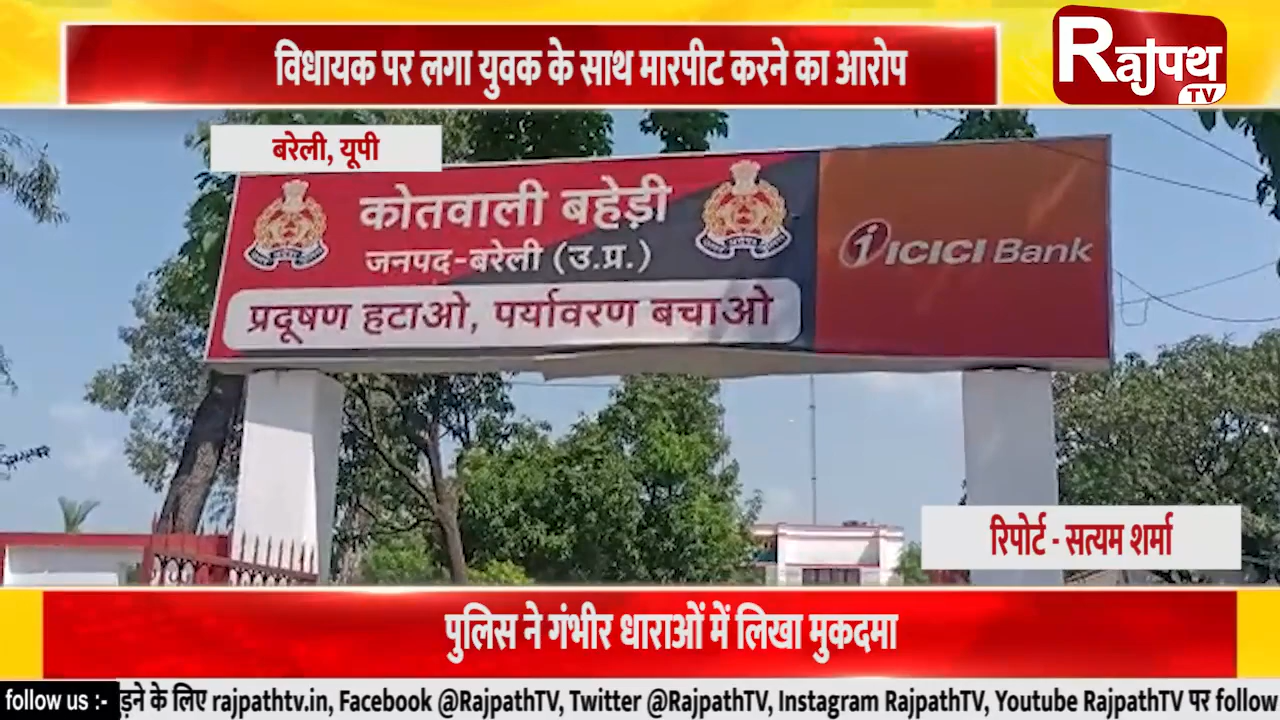 विधायक पर लगा युवक के साथ मारपीट करने का आरोप
Rajपथ
TV
बरेली, यूपी
कोतवाली बहेड़ी
जनपद-बरेली (उ.प्र.)
प्रदूषण हटाओ, पर्यावरण बचाओ
ICICI Bank
रिपोर्ट - सत्यम शर्मा
पुलिस ने गंभीर धाराओं में लिखा मुकदमा
follow us :- ड़ने के लिए rajpathtv.in, Facebook @RajpathTV, Twitter @RajpathTV, Instagram RajpathTV, Youtube RajpathTV पर follow